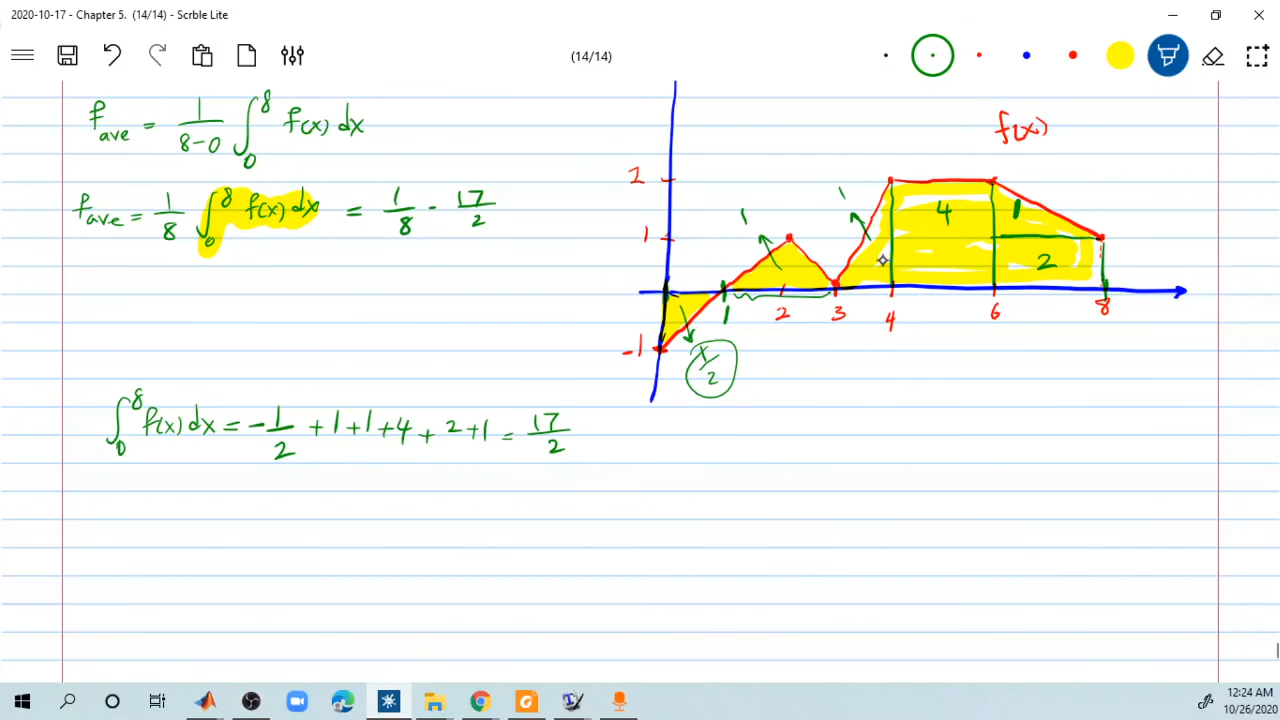 2020-10-17 - Chapter 5. (14/14) - Scrble Lite
(14/14)
f_ave = 1/(8-0) ∫_0^8 f(x) dx
f_ave = 1/8 ∫_0^8 f(x) dx = 1/8 - 17/2
∫_0^8 f(x) dx = -1/2 + 1 + 1 + 4 + 2 + 1 = 17/2
f(x)
2
1 1 4 1
1 2
1 2 3 4 6 8
-1
1/2
12:24 AM
10/26/2020